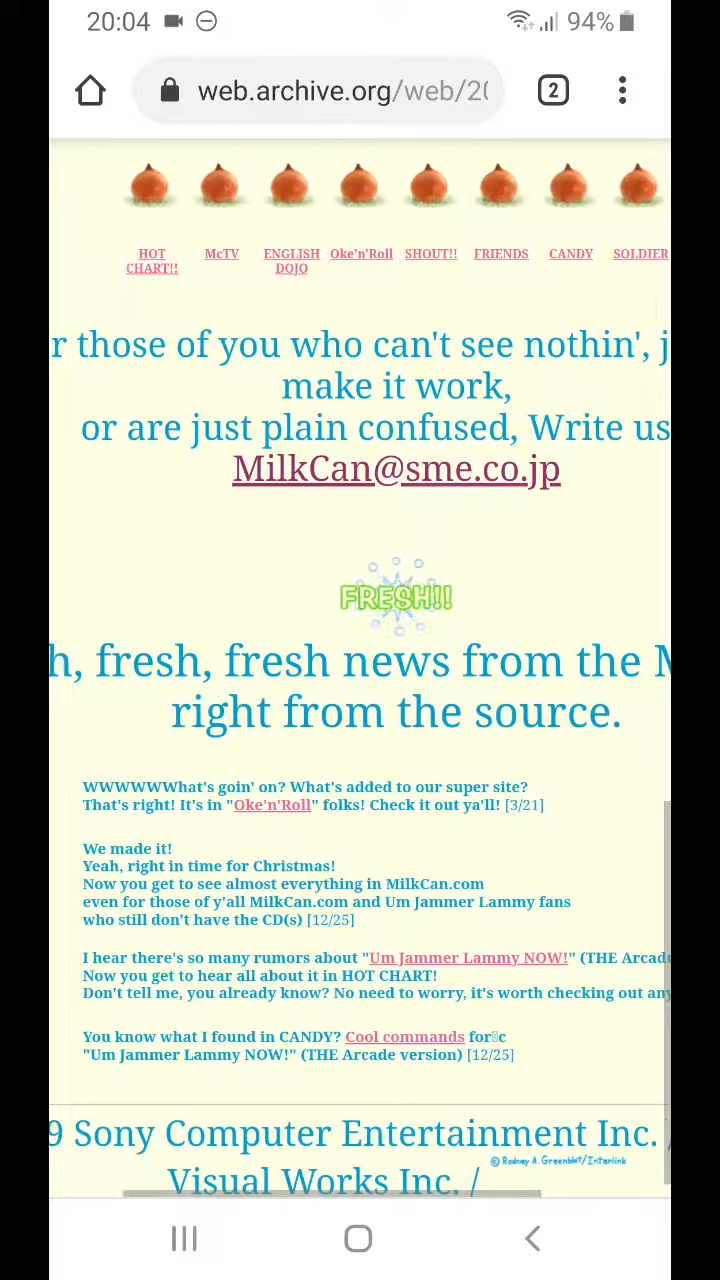 20:04
94%
web.archive.org/web/20
2
HOT CHART!!
McTV
ENGLISH DOJO
Oke'n'Roll
SHOUT!!
FRIENDS
CANDY
SOLDIER
r those of you who can't see nothin', j
make it work,
or are just plain confused, Write us
MilkCan@sme.co.jp
FRESH!!
h, fresh, fresh news from the M
right from the source.
WWWWWWhat's goin' on? What's added to our super site?
That's right! It's in "Oke'n'Roll" folks! Check it out ya'll! [3/21]
We made it!
Yeah, right in time for Christmas!
Now you get to see almost everything in MilkCan.com
even for those of y'all MilkCan.com and Um Jammer Lammy fans
who still don't have the CD(s) [12/25]
I hear there's so many rumors about "Um Jammer Lammy NOW!" (THE Arcade
Now you get to hear all about it in HOT CHART!
Don't tell me, you already know? No need to worry, it's worth checking out any
You know what I found in CANDY? Cool commands for c
"Um Jammer Lammy NOW!" (THE Arcade version) [12/25]
9 Sony Computer Entertainment Inc. /
© Rodney A. Greenblat/Interlink
Visual Works Inc. /